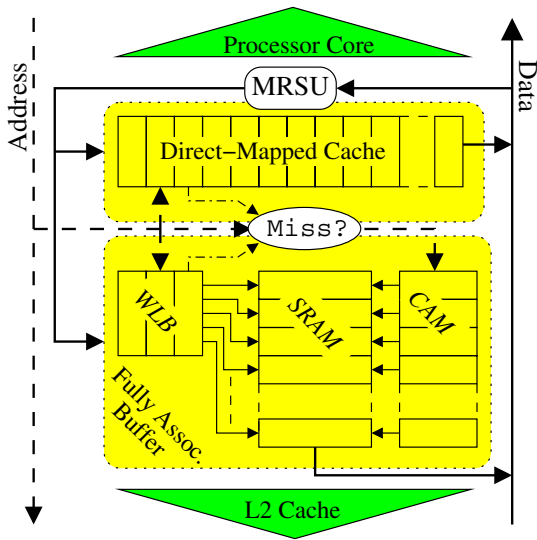 Processor Core
Address
Data
MRSU
Direct-Mapped Cache
Miss?
WLB
SRAM
CAM
Fully Assoc.
Buffer
L2 Cache